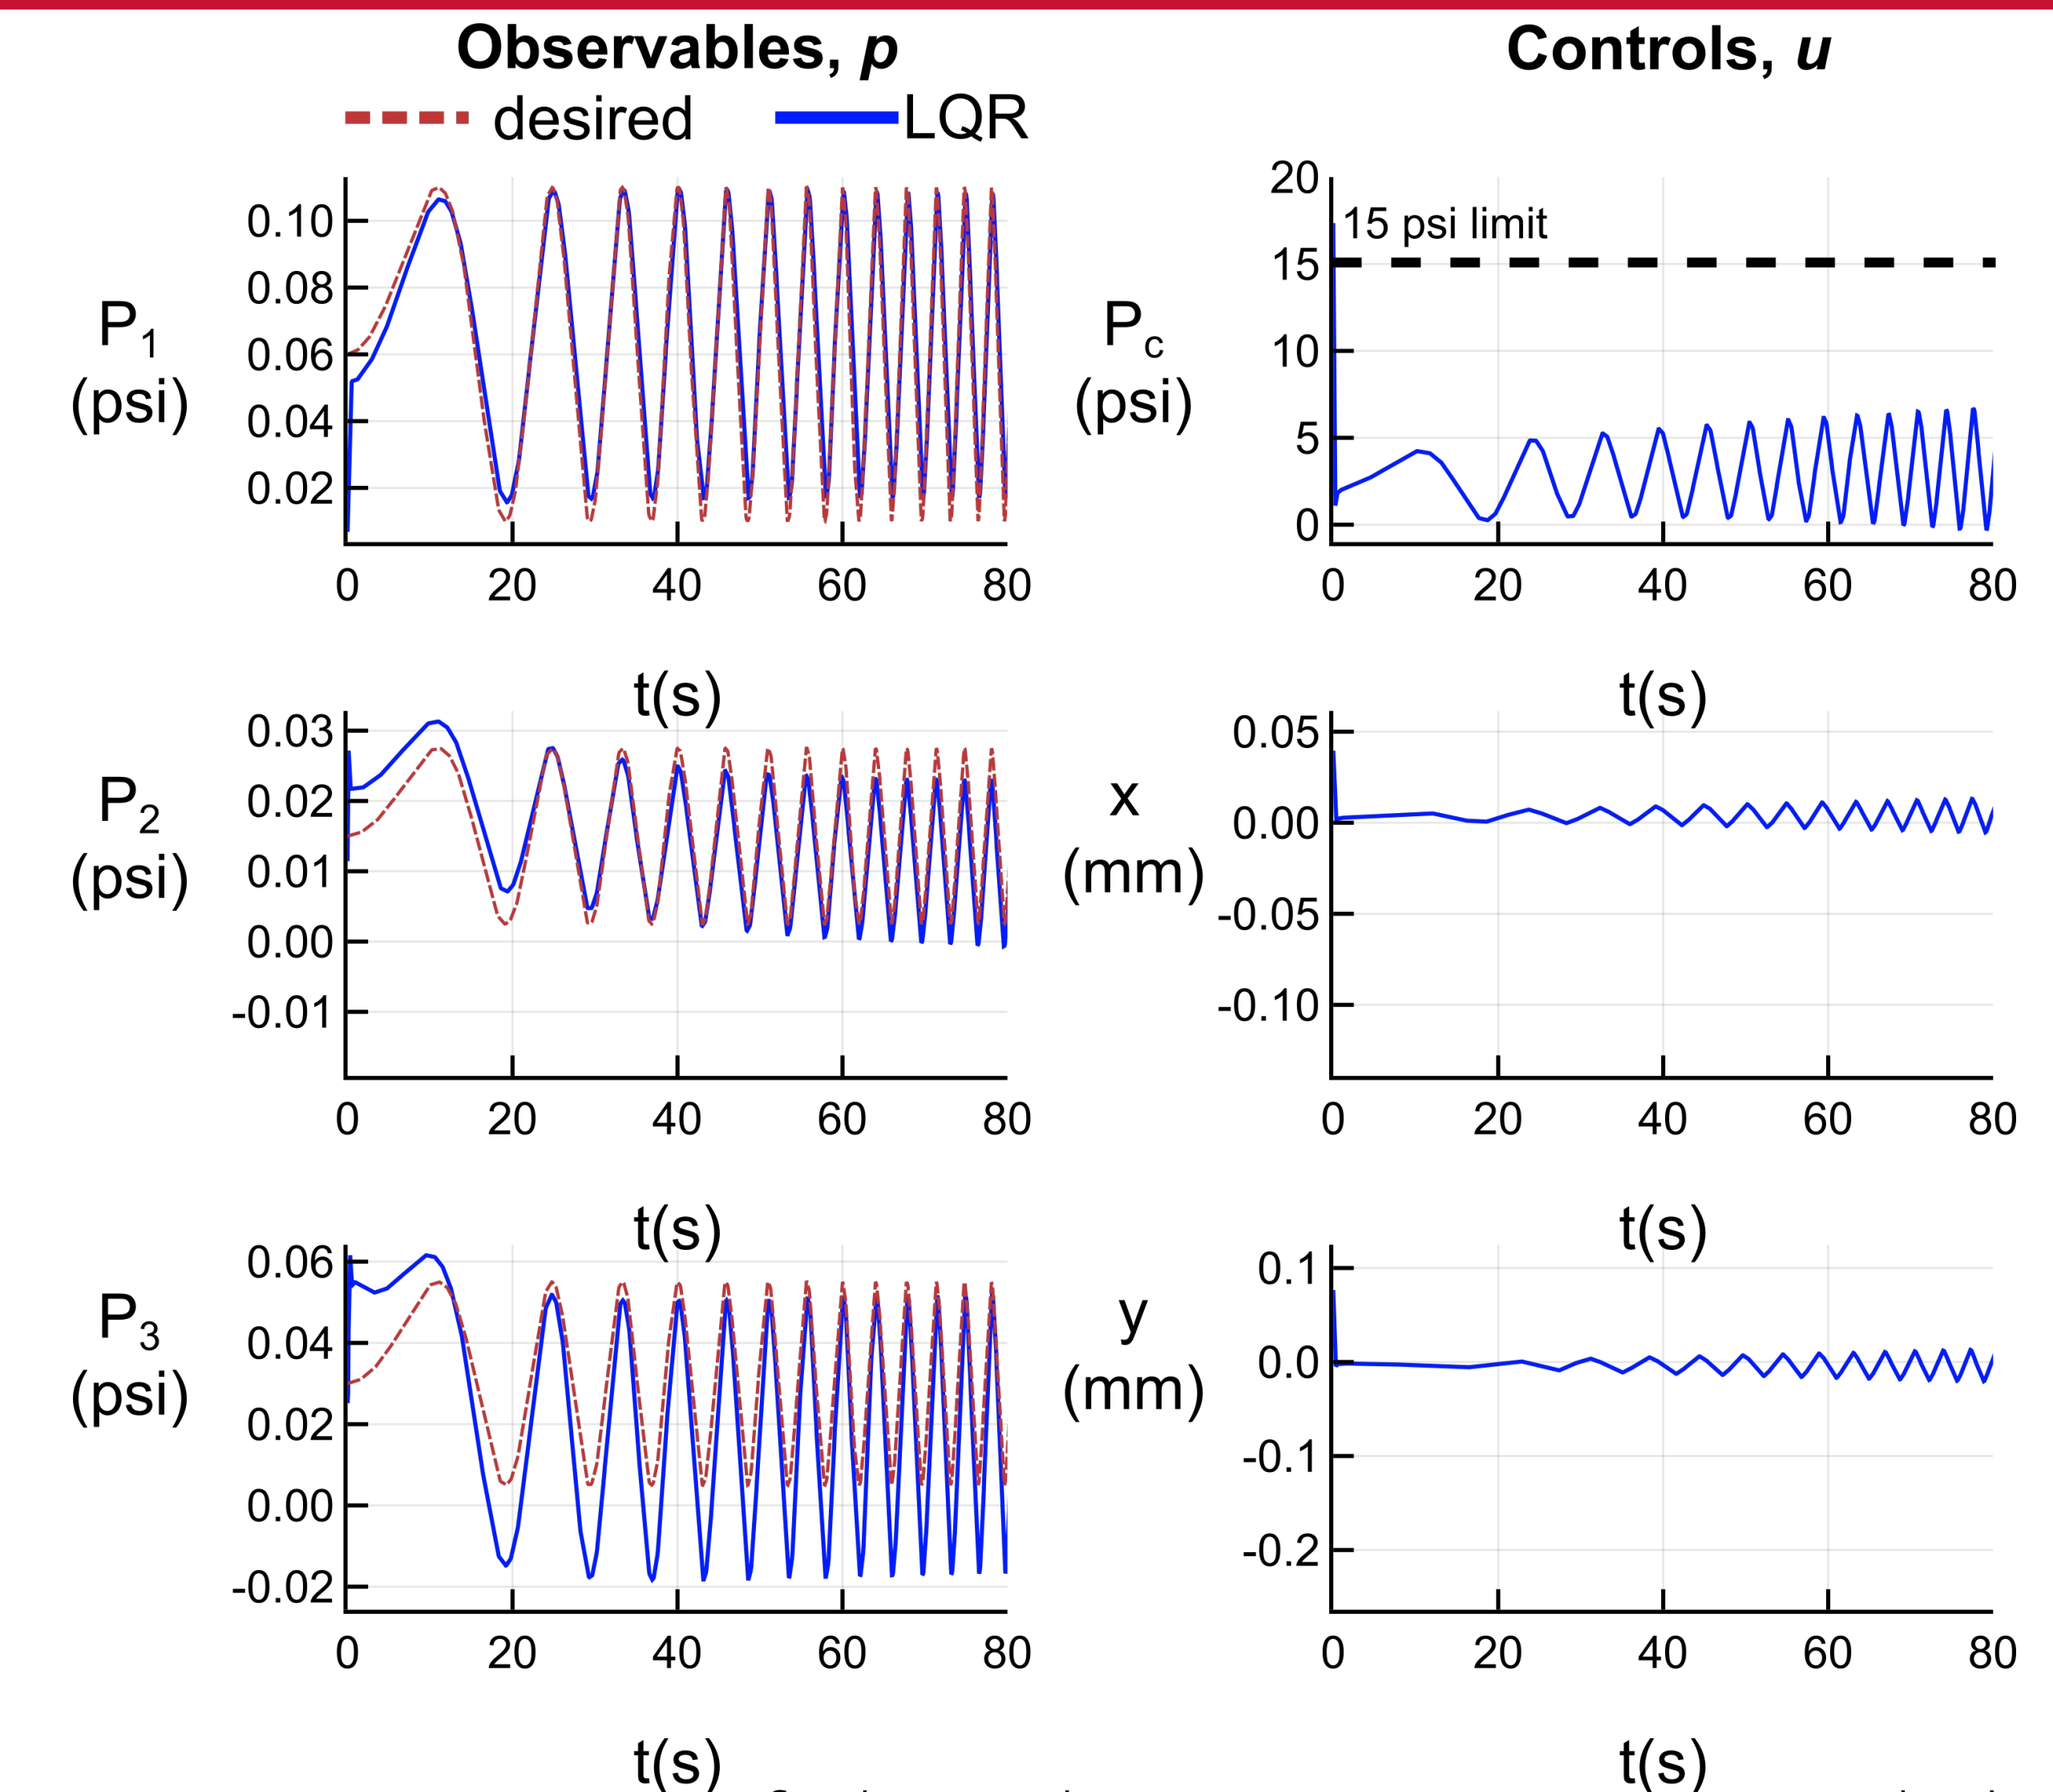 Observables, p
Controls, u
desired
LQR
P1
(psi)
0.10
0.08
0.06
0.04
0.02
0
20
40
60
80
t(s)
Pc
(psi)
20
15
10
5
0
15 psi limit
0
20
40
60
80
t(s)
P2
(psi)
0.03
0.02
0.01
0.00
-0.01
0
20
40
60
80
t(s)
x
(mm)
0.05
0.00
-0.05
-0.10
0
20
40
60
80
t(s)
P3
(psi)
0.06
0.04
0.02
0.00
-0.02
0
20
40
60
80
t(s)
y
(mm)
0.1
0.0
-0.1
-0.2
0
20
40
60
80
t(s)